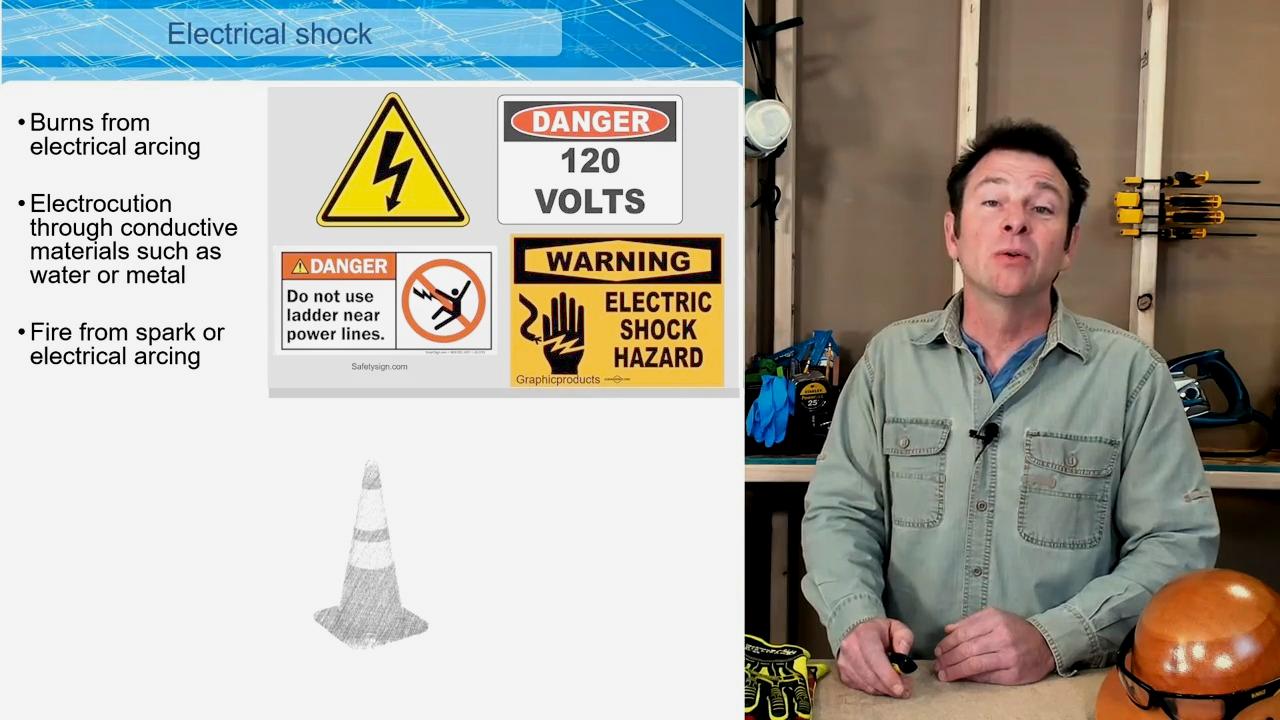 Electrical shock
•Burns from
electrical arcing
•Electrocution
through conductive
materials such as
water or metal
•Fire from spark or
electrical arcing
DANGER
120
VOLTS
DANGER
Do not use
ladder near
power lines.
Safetysign.com
WARNING
ELECTRIC
SHOCK
HAZARD
Graphicproducts
STANLEY
25'